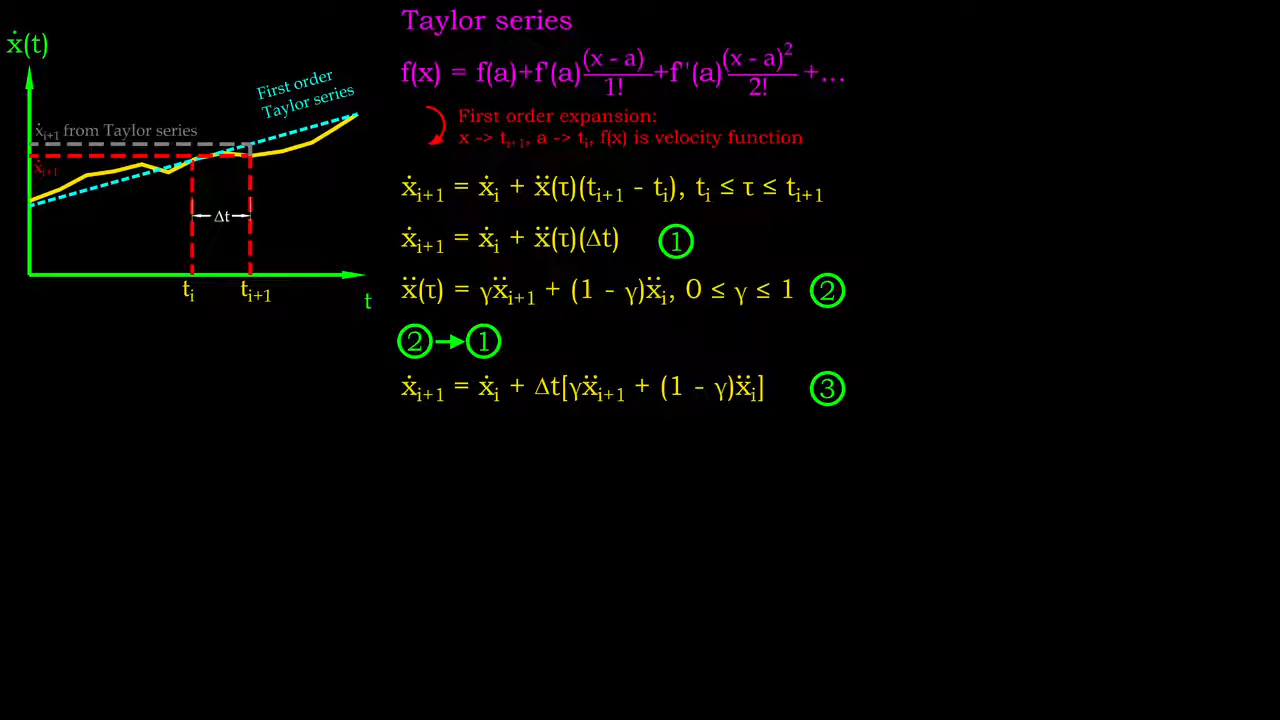 ẋ(t)
First order
Taylor series
ẋᵢ₊₁ from Taylor series
ẋᵢ₊₁
Δt
tᵢ
tᵢ₊₁
t
Taylor series
f(x) = f(a)+f'(a)(x - a)/1!+f''(a)(x - a)²/2! +...
First order expansion:
x -> tᵢ₊₁, a -> tᵢ, f(x) is velocity function
ẋᵢ₊₁ = ẋᵢ + ẍ(τ)(tᵢ₊₁ - tᵢ), tᵢ ≤ τ ≤ tᵢ₊₁
ẋᵢ₊₁ = ẋᵢ + ẍ(τ)(Δt) ①
ẍ(τ) = γẍᵢ₊₁ + (1 - γ)ẍᵢ, 0 ≤ γ ≤ 1 ②
②→①
ẋᵢ₊₁ = ẋᵢ + Δt[γẍᵢ₊₁ + (1 - γ)ẍᵢ] ③